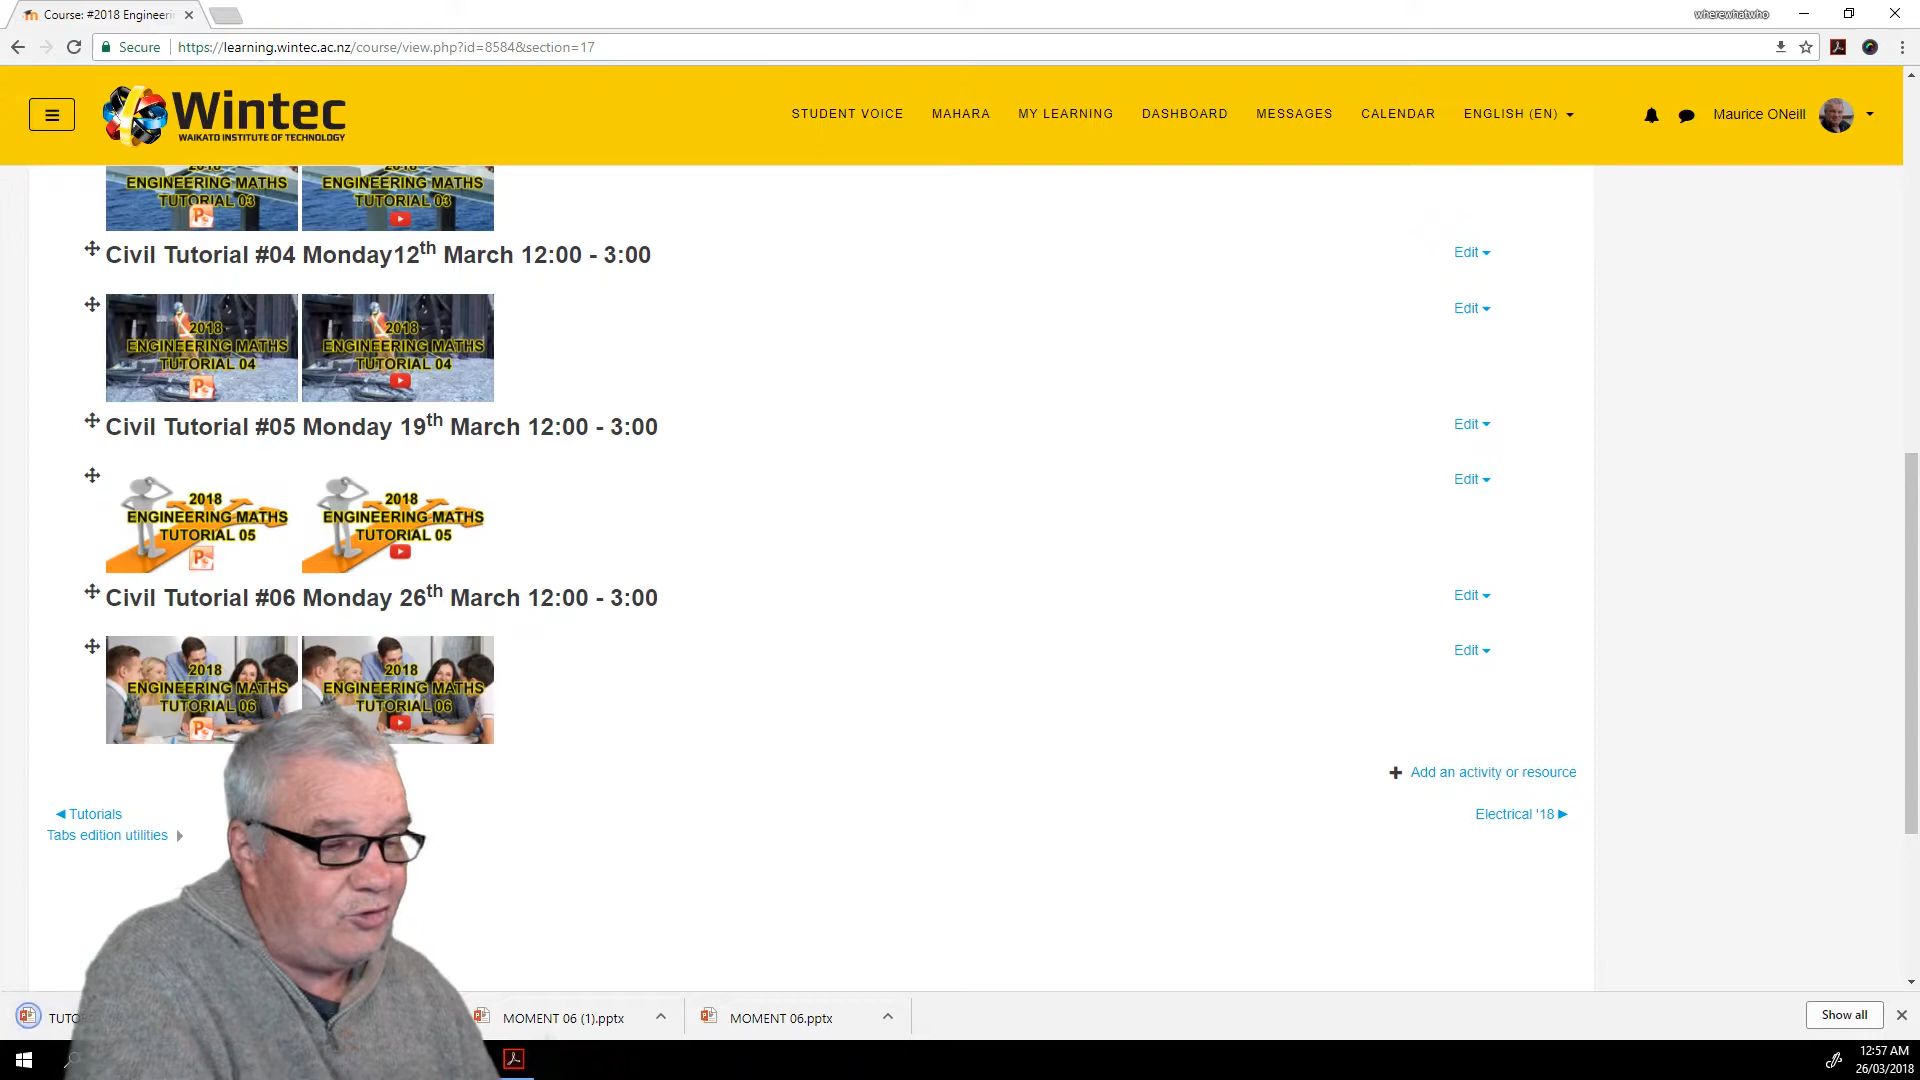 Course: #2018 Engineeri
wherewhatwho
Secure
https://learning.wintec.ac.nz/course/view.php?id=8584&section=17
Wintec
WAIKATO INSTITUTE OF TECHNOLOGY
STUDENT VOICE MAHARA MY LEARNING DASHBOARD MESSAGES CALENDAR ENGLISH (EN)
Maurice ONeill
2018 2018
ENGINEERING MATHS ENGINEERING MATHS
TUTORIAL 03 TUTORIAL 03
Civil Tutorial #04 Monday12th March 12:00 - 3:00 Edit
Edit
2018 2018
ENGINEERING MATHS ENGINEERING MATHS
TUTORIAL 04 TUTORIAL 04
Civil Tutorial #05 Monday 19th March 12:00 - 3:00 Edit
Edit
2018 2018
ENGINEERING MATHS ENGINEERING MATHS
TUTORIAL 05 TUTORIAL 05
Civil Tutorial #06 Monday 26th March 12:00 - 3:00 Edit
Edit
2018 2018
ENGINEERING MATHS ENGINEERING MATHS
TUTORIAL 06 TUTORIAL 06
Add an activity or resource
Tutorials Electrical '18
Tabs edition utilities
MOMENT 06 (1).pptx MOMENT 06.pptx Show all
12:57 AM
26/03/2018